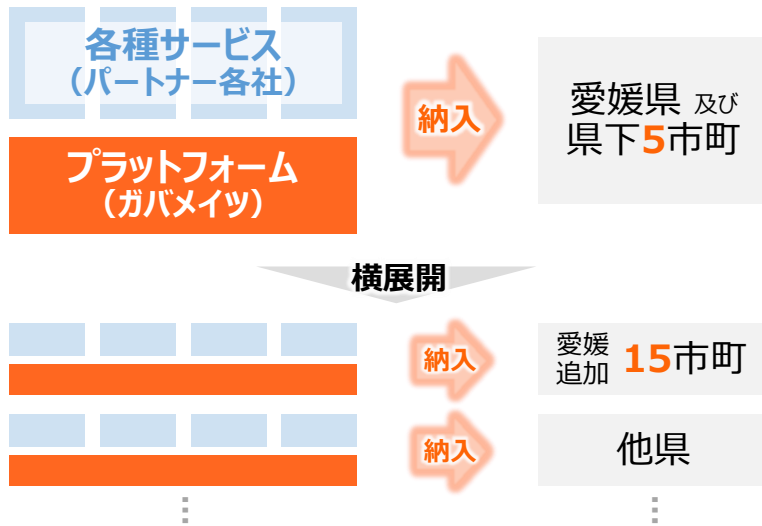 各種サービス
（パートナー各社）
プラットフォーム
（ガバメイツ）
納入
愛媛県 及び
県下5市町
横展開
納入
愛媛
追加
15市町
納入
他県